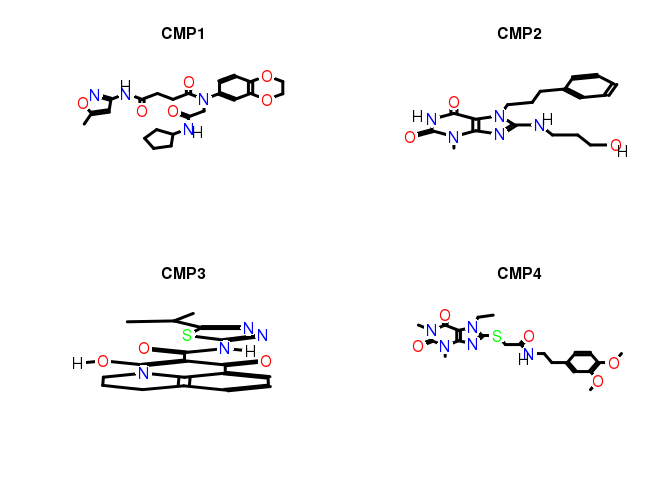 CMP1 CMP2
O N H N O O O N O O O N H
H N O O N N N N H O H
CMP3 CMP4
S N N O N H H O N O
O N O N N N S O N H O O